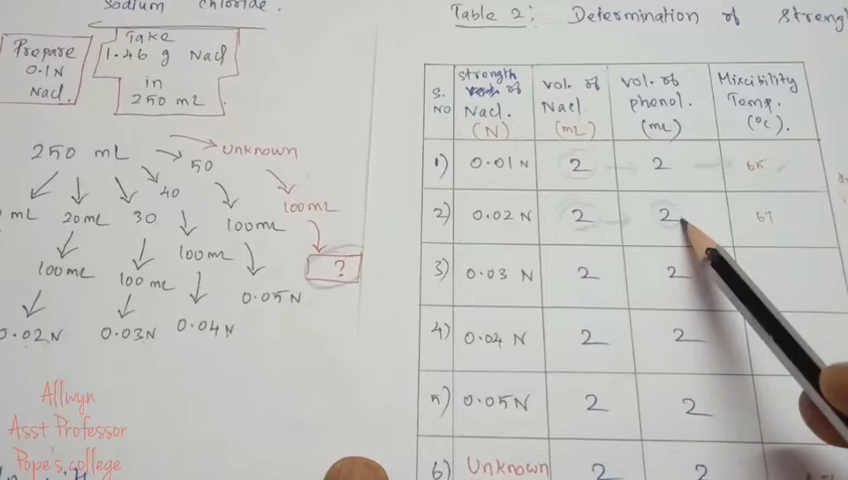 Sodium Chloride.
Prepare
0.1N
Nacl.
Take
1.46 g Nacl
in
250 mL
250 mL
50
Unknown
mL
20mL
30
40
100mL
100mL
100mL
100mL
100mL
?
0.02N
0.03N
0.04N
0.05N
Allwyn
Asst Professor
Pope's college
Table 2: Determination of Strengt
S.NO
strength of Nacl. (N)
vol. of Nacl (mL)
vol. of phenol. (mL)
Miscibility Temp. (°C).
1) 0.01N 2 2 65
2) 0.02N 2 2 67
3) 0.03 N 2 2
4) 0.04 N 2 2
5) 0.05N 2 2
6) Unknown 2 2